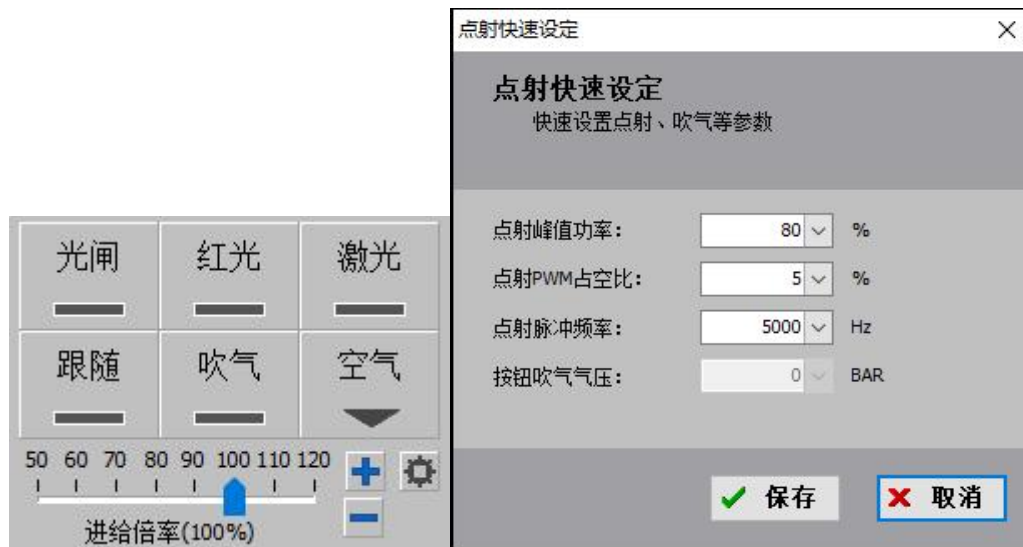 点射快速设定
点射快速设定
快速设置点射、吹气等参数
点射峰值功率： 80 %
点射PWM占空比： 5 %
点射脉冲频率： 5000 Hz
按钮吹气气压： 0 BAR
保存 取消
光闸 红光 激光
跟随 吹气 空气
50 60 70 80 90 100 110 120
进给倍率(100%)